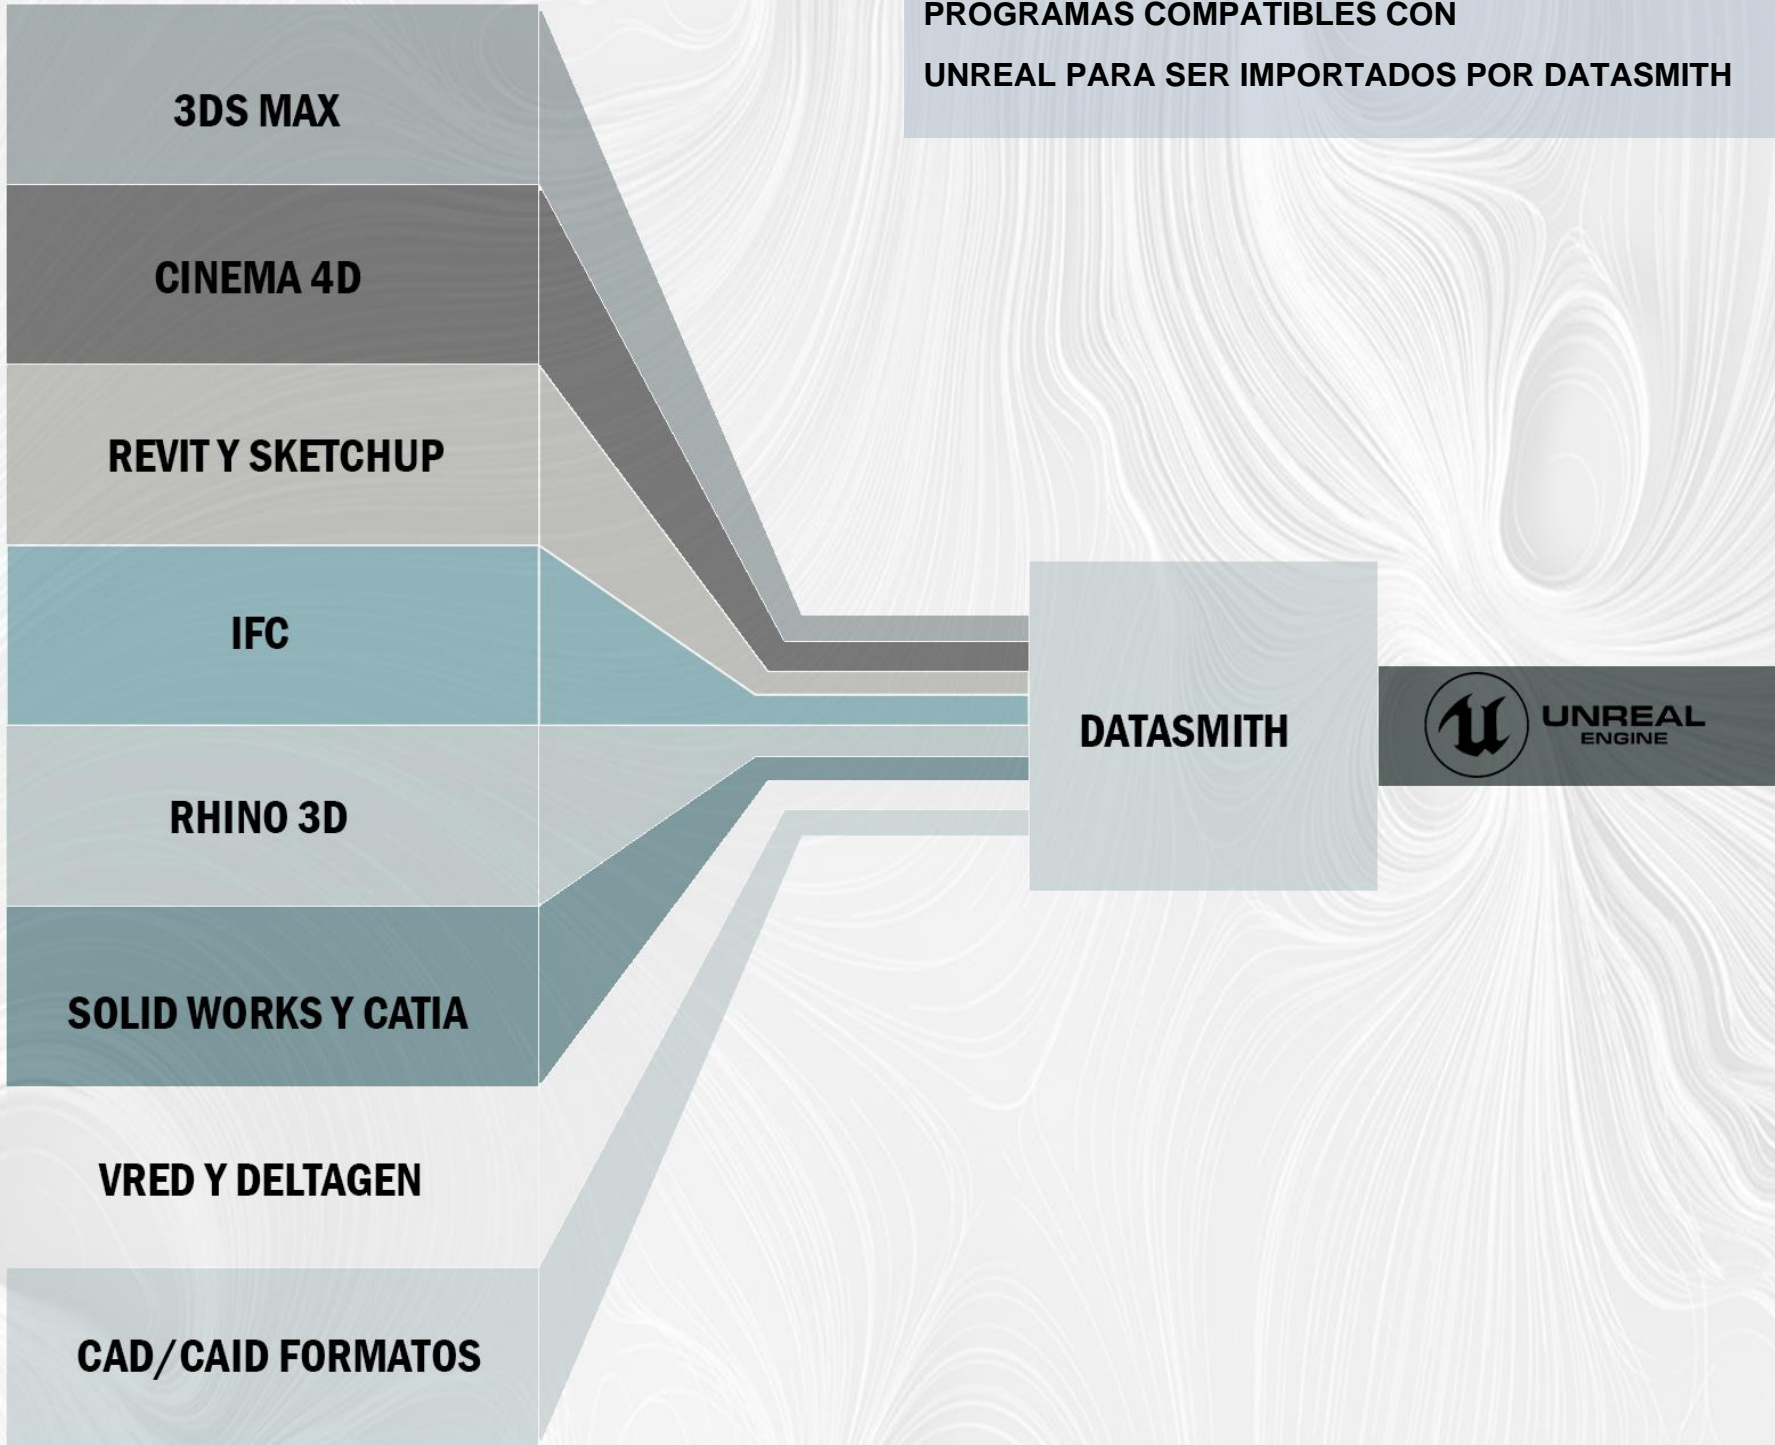 PROGRAMAS COMPATIBLES CON
UNREAL PARA SER IMPORTADOS POR DATASMITH
3DS MAX
CINEMA 4D
REVIT Y SKETCHUP
IFC
RHINO 3D
SOLID WORKS Y CATIA
VRED Y DELTAGEN
CAD/CAID FORMATOS
DATASMITH
UNREAL
ENGINE